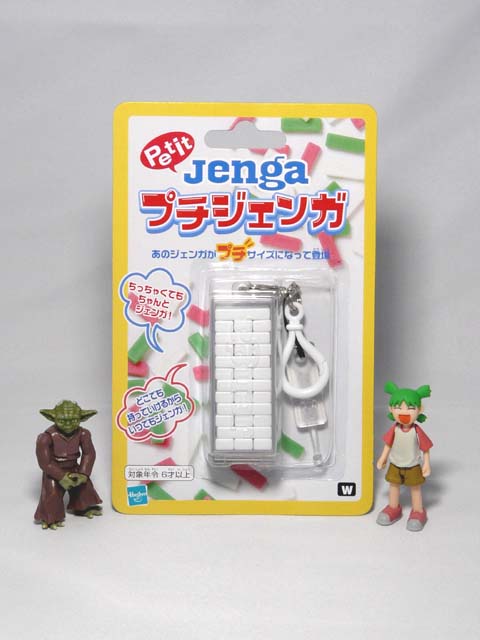 Petit
Jenga
プチジェンガ
あのジェンガがプチサイズになって登場
ちっちゃくても
ちゃんと
ジェンガ!
どこでも
持っていけるから
いつでもジェンガ!
対象年令 6才以上
Hasbro
W